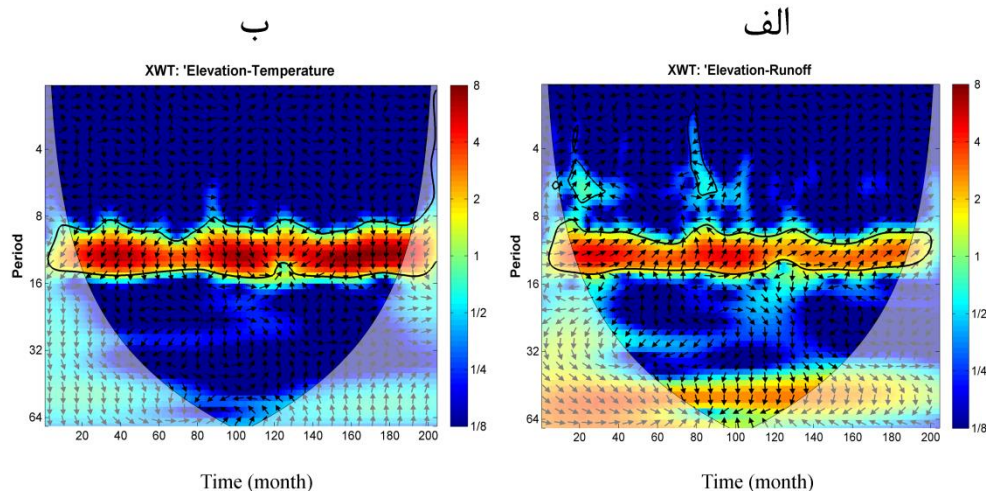 ب
الف
XWT: 'Elevation-Temperature
XWT: 'Elevation-Runoff
Period
4
8
16
32
64
20 40 60 80 100 120 140 160 180 200
8
4
2
1
1/2
1/4
1/8
Time (month)
Period
4
8
16
32
64
20 40 60 80 100 120 140 160 180 200
8
4
2
1
1/2
1/4
1/8
Time (month)